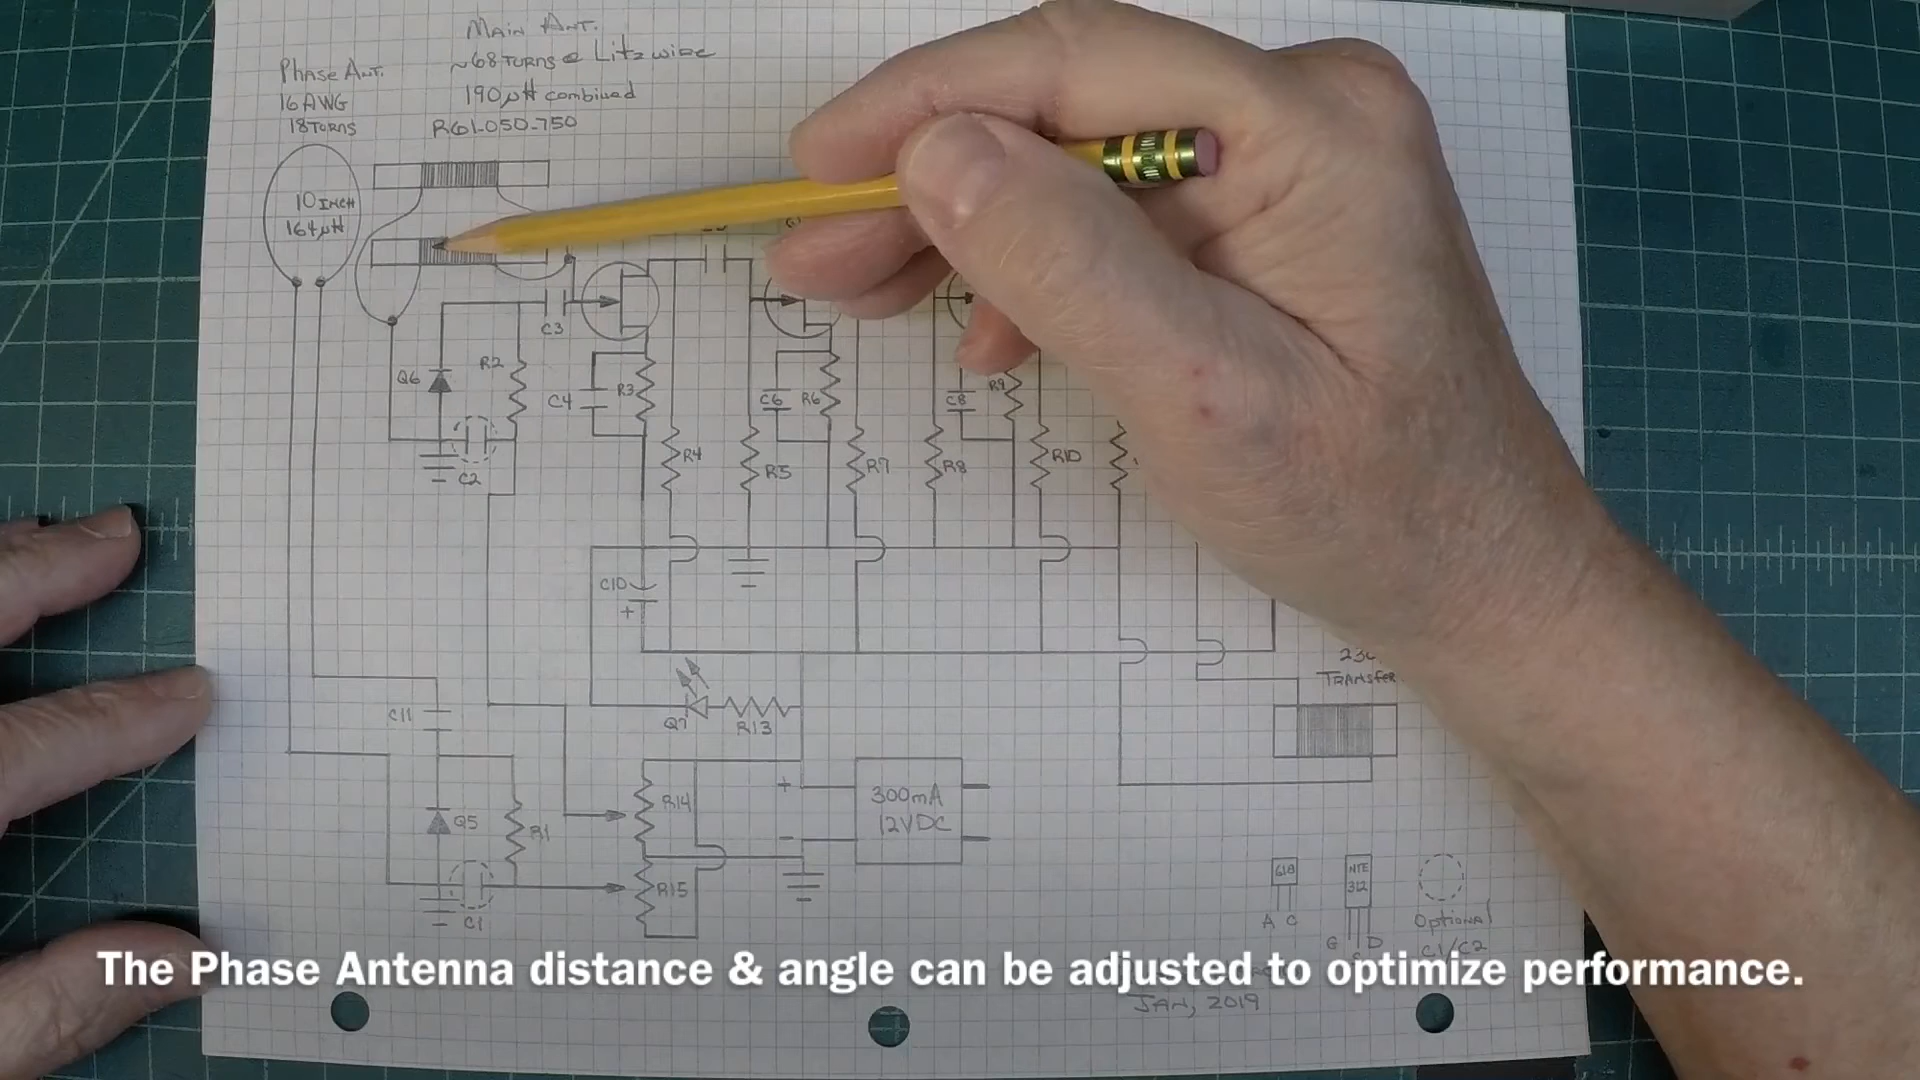 Main Ant.
~68 TURNS @ Litz wire
190µH combined
R61-050-750
Phase Ant.
16AWG
18TURNS
10INCH
164µH
C3
Q6
R2
C4
R3
R4
C6
R6
R5
R7
C8
R9
R8
R10
C2
C10
+
Q7
R13
C11
Q5
R1
C1
R14
R15
+
-
300mA
12VDC
TRANSfer
618
A C
NTE
312
G D
Optional
C1/C2
The Phase Antenna distance & angle can be adjusted to optimize performance.
JAN, 2019